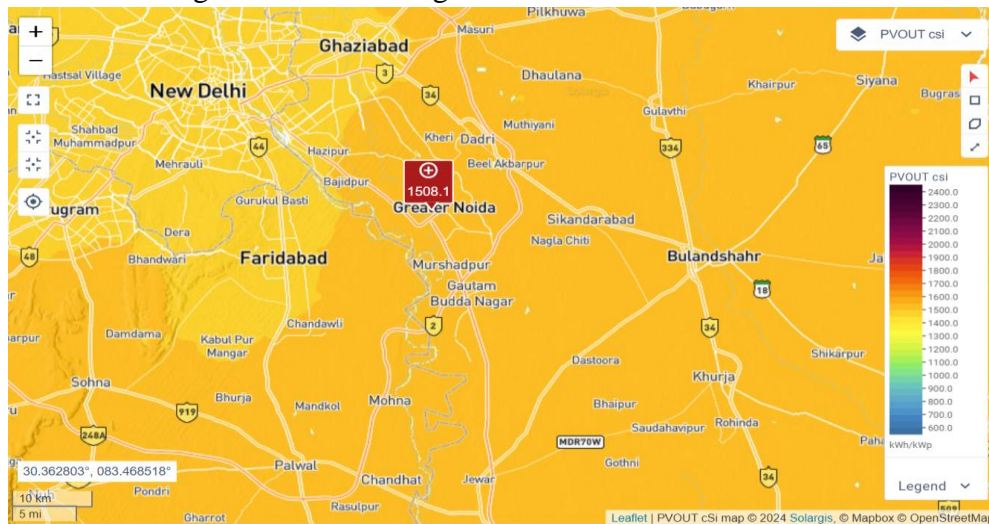 Pilkhuwa
Masuri
+
−
Ghaziabad
PVOUT csi
3
Dhaulana
Khairpur
Siyana
Hastsal Village
New Delhi
34
Bugras
Gulavthi
Muthiyani
Shahbad
Muhammadpur
Kheri
Dadri
44
Hazipur
334
65
Mehrauli
Beel Akbarpur
Bajidpur
1508.1
PVOUT csi
2400.0
2300.0
2200.0
2100.0
2000.0
1900.0
1800.0
1700.0
1600.0
1500.0
1400.0
1300.0
1200.0
1100.0
1000.0
900.0
800.0
700.0
600.0
kWh/kWp
Legend
Gurukul Basti
Greater Noida
ugram
Sikandarabad
Dera
Nagla Chiti
48
Bhandwari
Faridabad
Murshadpur
Bulandshahr
Ja
Gautam
Budda Nagar
18
Chandawli
2
34
arpur
Damdama
Kabul Pur
Mangar
Dastoora
Shikārpur
Sohna
Khurja
Bhurja
Mandkol
Mohna
Bhaipur
919
Saudahavipur
Rohinda
248A
MDR70W
Paha
Palwal
Gothni
30.362803°, 083.468518°
Chandhat
Jewar
34
Nuh
Pondri
10 km
5 mi
Gharrot
Rasulpur
509
Leaflet | PVOUT cSi map © 2024 Solargis, © Mapbox © OpenStreetMap